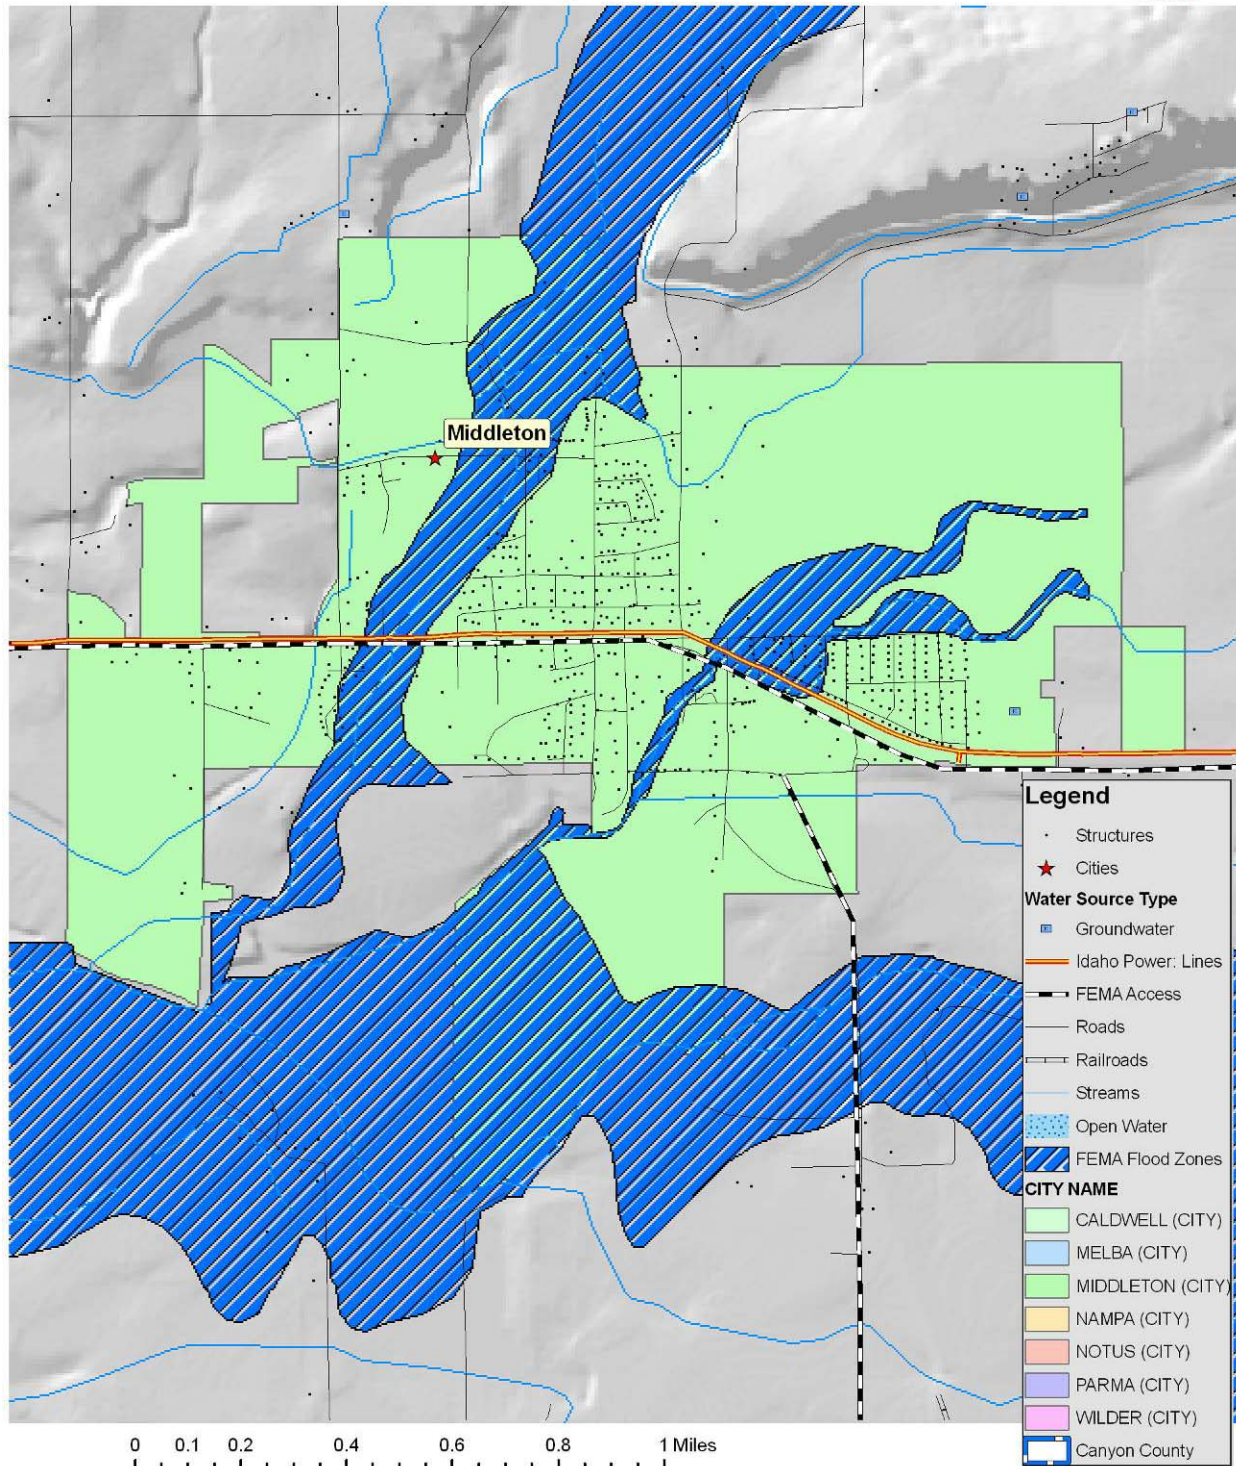 Middleton
Legend
Structures
Cities
Water Source Type
Groundwater
Idaho Power: Lines
FEMA Access
Roads
Railroads
Streams
Open Water
FEMA Flood Zones
CITY NAME
CALDWELL (CITY)
MELBA (CITY)
MIDDLETON (CITY)
NAMPA (CITY)
NOTUS (CITY)
PARMA (CITY)
WILDER (CITY)
Canyon County
0 0.1 0.2 0.4 0.6 0.8 1 Miles